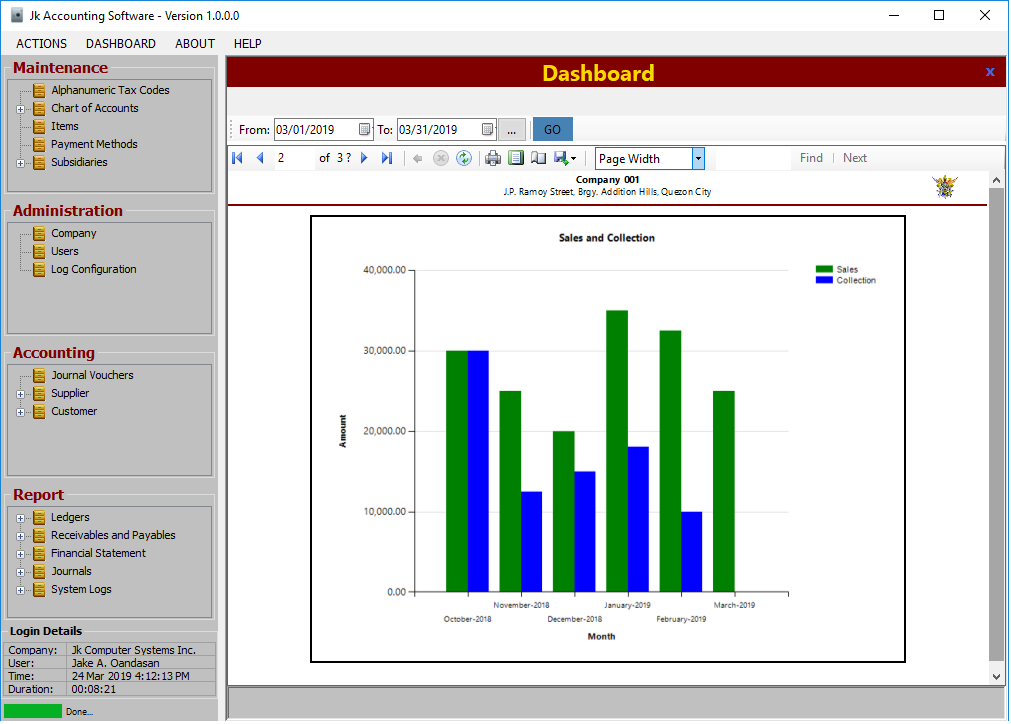 Jk Accounting Software - Version 1.0.0.0
ACTIONS DASHBOARD ABOUT HELP
Maintenance
Alphanumeric Tax Codes
Chart of Accounts
Items
Payment Methods
Subsidiaries
Administration
Company
Users
Log Configuration
Accounting
Journal Vouchers
Supplier
Customer
Report
Ledgers
Receivables and Payables
Financial Statement
Journals
System Logs
Login Details
Company: Jk Computer Systems Inc.
User: Jake A. Oandasan
Time: 24 Mar 2019 4:12:13 PM
Duration: 00:08:21
Done...
Dashboard
x
From: 03/01/2019 To: 03/31/2019 ... GO
2 of 3 ? Page Width Find Next
Company 001
J.P. Ramoy Street, Brgy. Addition Hills, Quezon City
Sales and Collection
Sales
Collection
40,000.00
30,000.00
20,000.00
10,000.00
0.00
Amount
November-2018 January-2019 March-2019
October-2018 December-2018 February-2019
Month